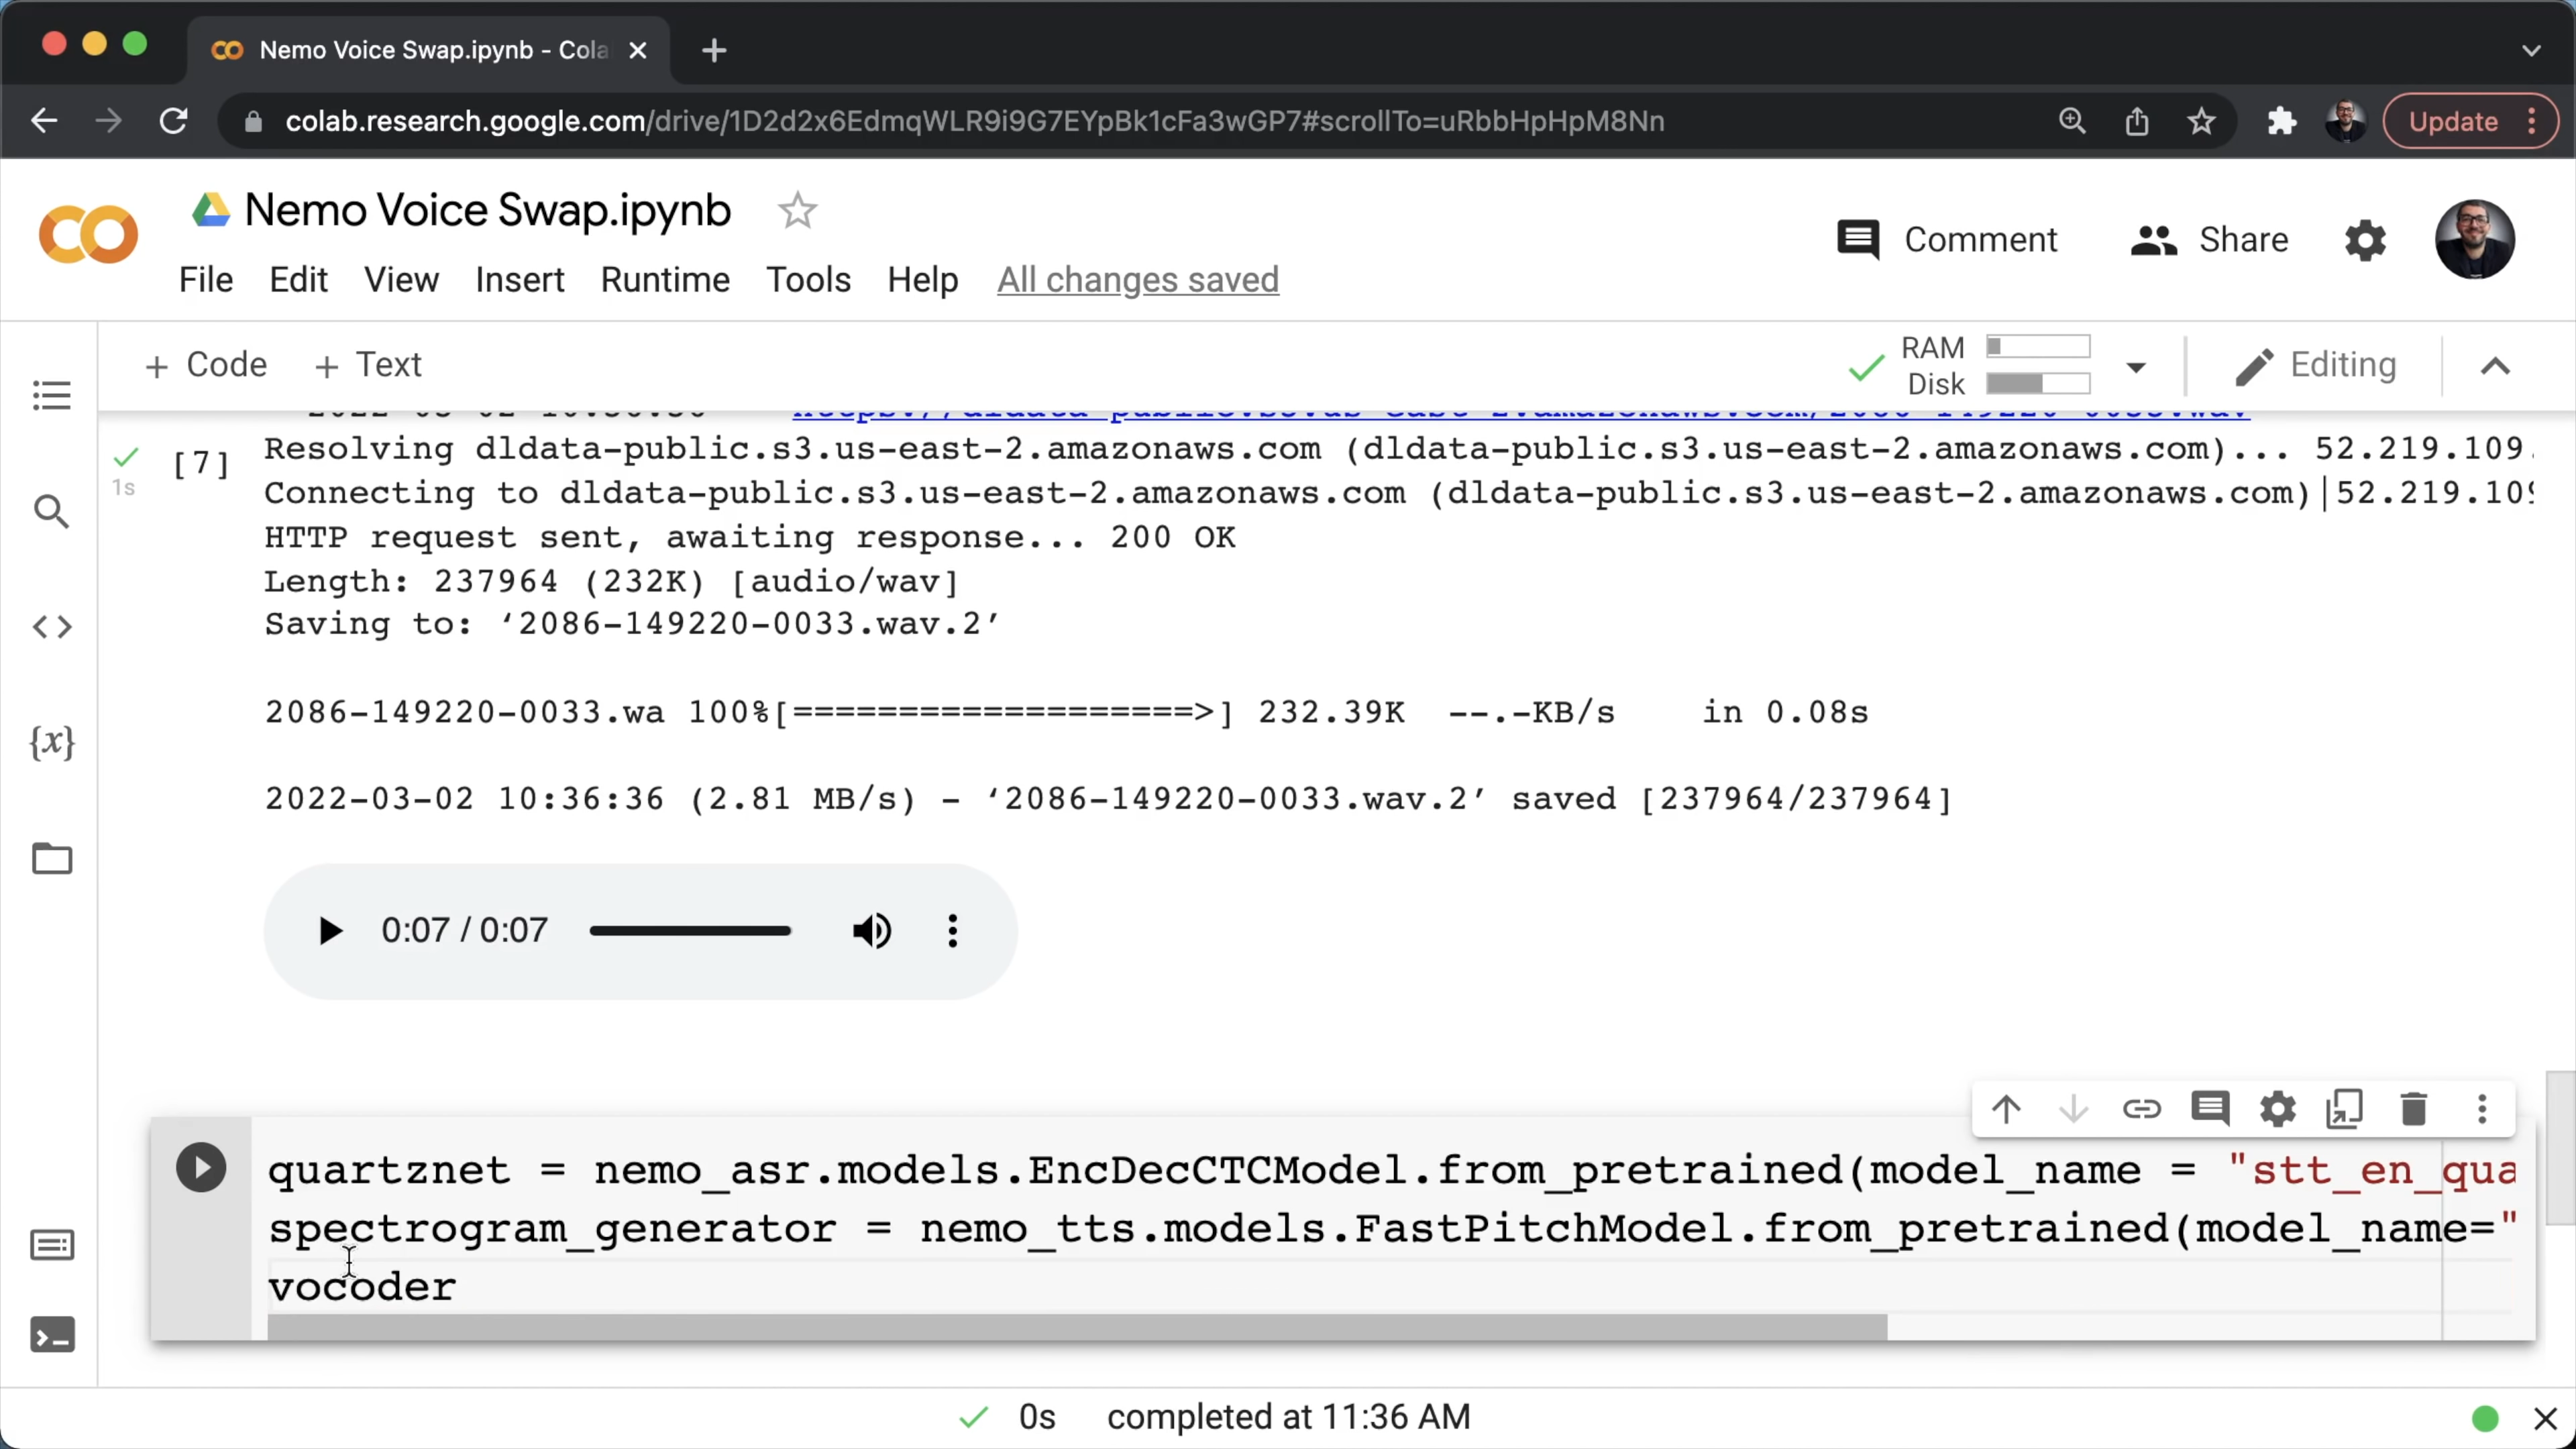 Nemo Voice Swap.ipynb - Cola
colab.research.google.com/drive/1D2d2x6EdmqWLR9i9G7EYpBk1cFa3wGP7#scrollTo=uRbbHpHpM8Nn
Update
Nemo Voice Swap.ipynb
Comment
Share
File Edit View Insert Runtime Tools Help All changes saved
+ Code + Text
RAM
Disk
Editing
[7]
1s
Resolving dldata-public.s3.us-east-2.amazonaws.com (dldata-public.s3.us-east-2.amazonaws.com)... 52.219.109.
Connecting to dldata-public.s3.us-east-2.amazonaws.com (dldata-public.s3.us-east-2.amazonaws.com)|52.219.109
HTTP request sent, awaiting response... 200 OK
Length: 237964 (232K) [audio/wav]
Saving to: ‘2086-149220-0033.wav.2’
2086-149220-0033.wa 100%[===================>] 232.39K --.-KB/s in 0.08s
2022-03-02 10:36:36 (2.81 MB/s) - ‘2086-149220-0033.wav.2’ saved [237964/237964]
0:07 / 0:07
quartznet = nemo_asr.models.EncDecCTCModel.from_pretrained(model_name = "stt_en_qua
spectrogram_generator = nemo_tts.models.FastPitchModel.from_pretrained(model_name="
vocoder
0s completed at 11:36 AM